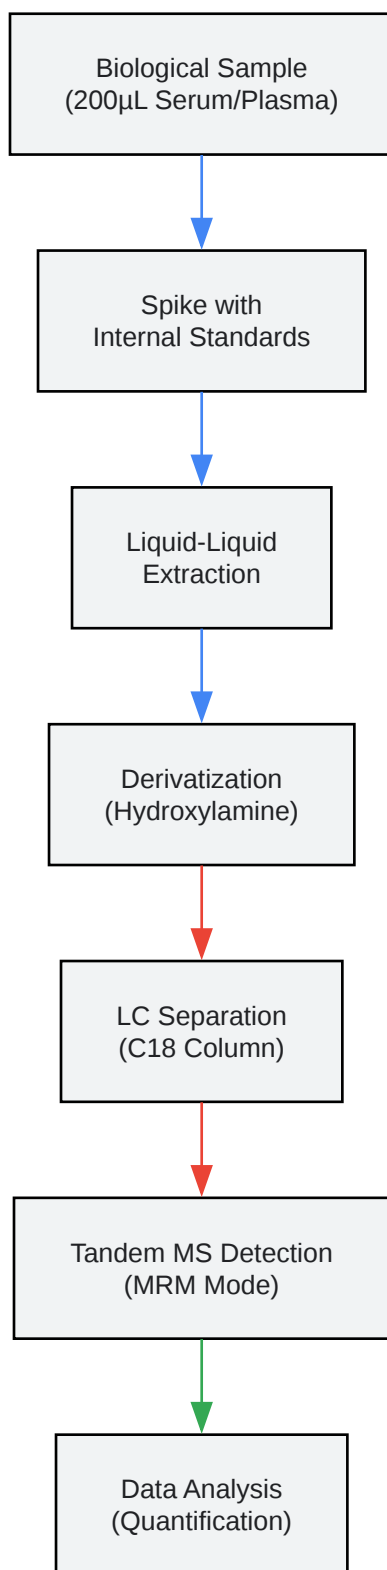 Biological Sample
(200µL Serum/Plasma)
Spike with
Internal Standards
Liquid-Liquid
Extraction
Derivatization
(Hydroxylamine)
LC Separation
(C18 Column)
Tandem MS Detection
(MRM Mode)
Data Analysis
(Quantification)